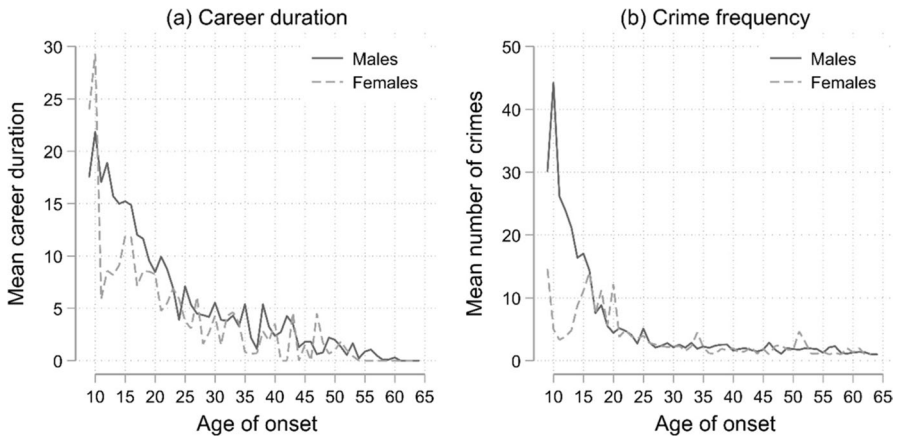 (a) Career duration
Mean career duration
30
25
20
15
10
5
0
Males
Females
10 15 20 25 30 35 40 45 50 55 60 65
Age of onset
(b) Crime frequency
Mean number of crimes
50
40
30
20
10
0
Males
Females
10 15 20 25 30 35 40 45 50 55 60 65
Age of onset